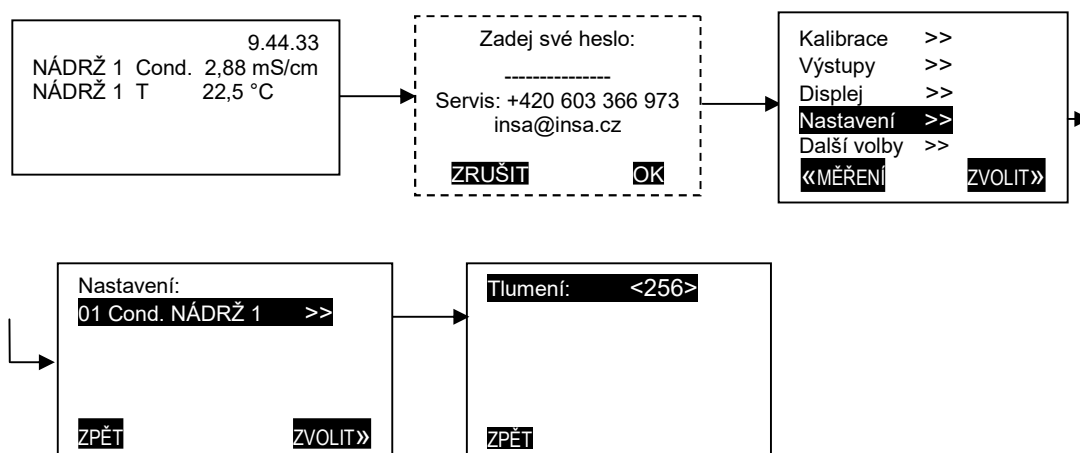 9.44.33
NÁDRŽ 1 Cond. 2,88 mS/cm
NÁDRŽ 1 T 22,5 °C
Zadej své heslo:
---------------
Servis: +420 603 366 973
insa@insa.cz
ZRUŠIT OK
Kalibrace >>
Výstupy >>
Displej >>
Nastavení >>
Další volby >>
«MĚŘENÍ ZVOLIT»
Nastavení:
01 Cond. NÁDRŽ 1 >>
ZPĚT ZVOLIT»
Tlumení: <256>
ZPĚT